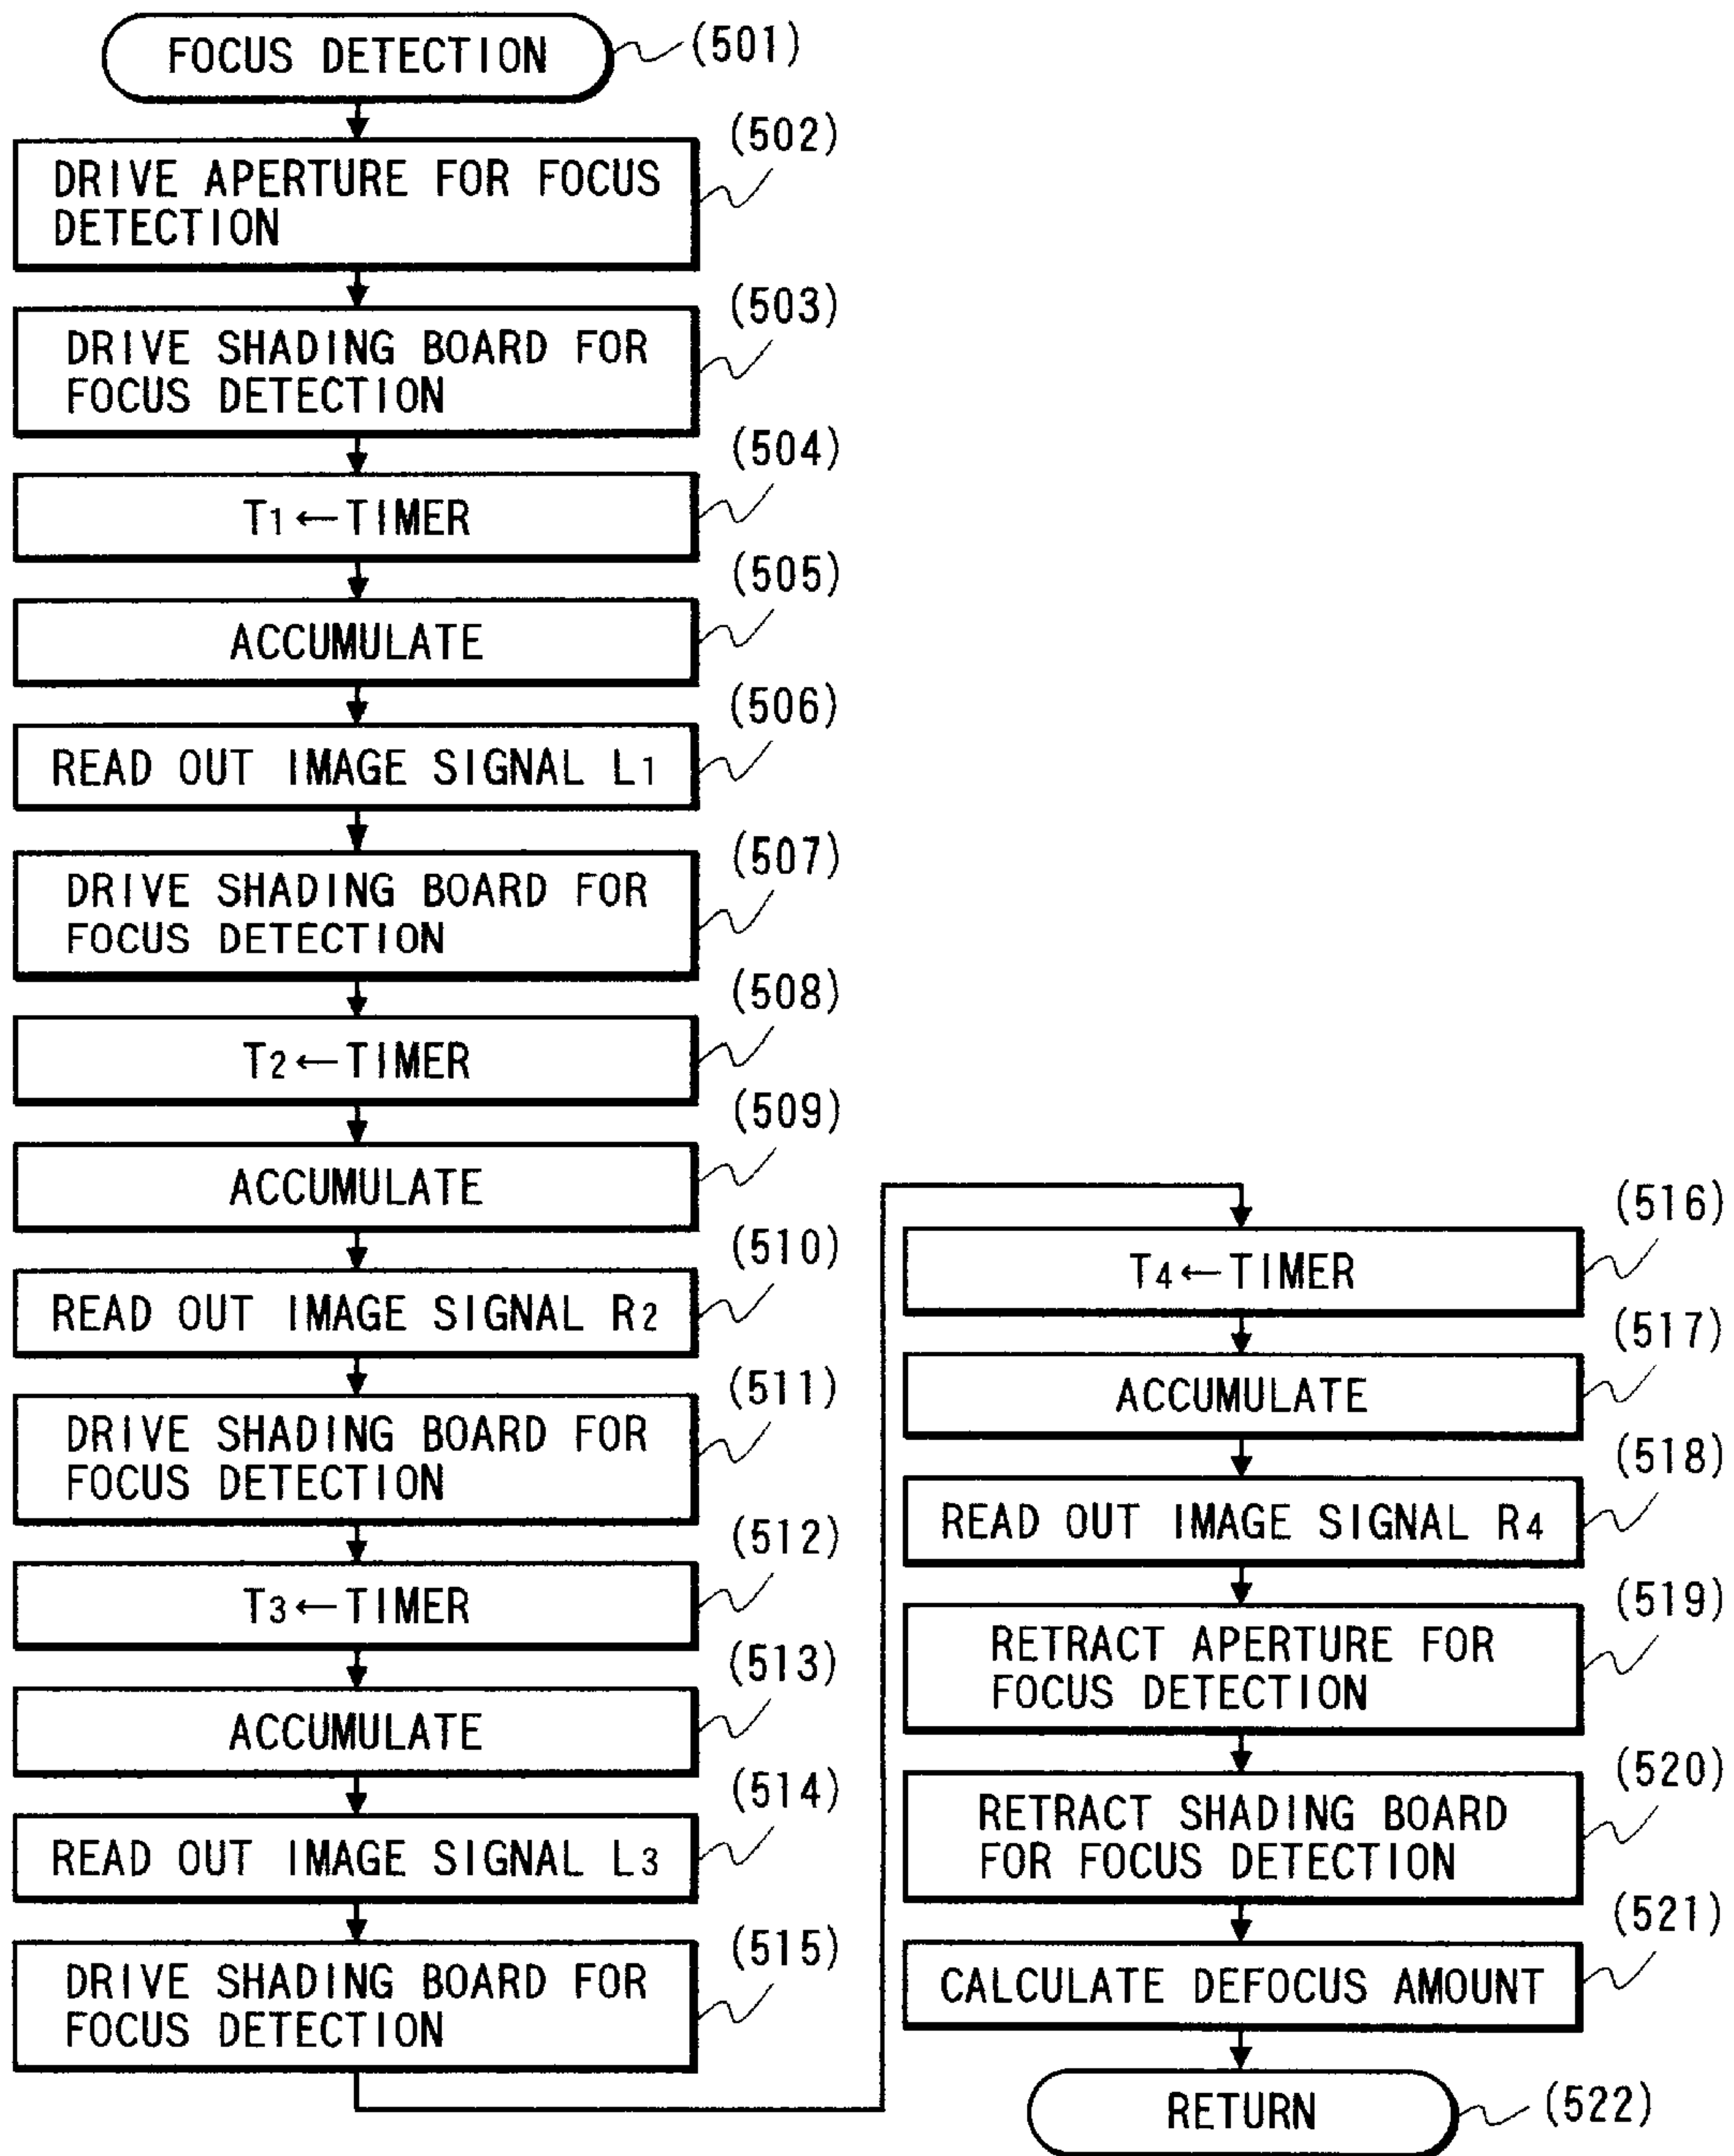 FOCUS DETECTION
(501)
(502)
DRIVE APERTURE FOR FOCUS
DETECTION
(503)
DRIVE SHADING BOARD FOR
FOCUS DETECTION
(504)
T1←TIMER
(505)
ACCUMULATE
(506)
READ OUT IMAGE SIGNAL L1
(507)
DRIVE SHADING BOARD FOR
FOCUS DETECTION
(508)
T2←TIMER
(509)
ACCUMULATE
(510)
READ OUT IMAGE SIGNAL R2
(511)
DRIVE SHADING BOARD FOR
FOCUS DETECTION
(512)
T3←TIMER
(513)
ACCUMULATE
(514)
READ OUT IMAGE SIGNAL L3
(515)
DRIVE SHADING BOARD FOR
FOCUS DETECTION
(516)
T4←TIMER
(517)
ACCUMULATE
(518)
READ OUT IMAGE SIGNAL R4
(519)
RETRACT APERTURE FOR
FOCUS DETECTION
(520)
RETRACT SHADING BOARD
FOR FOCUS DETECTION
(521)
CALCULATE DEFOCUS AMOUNT
RETURN
(522)